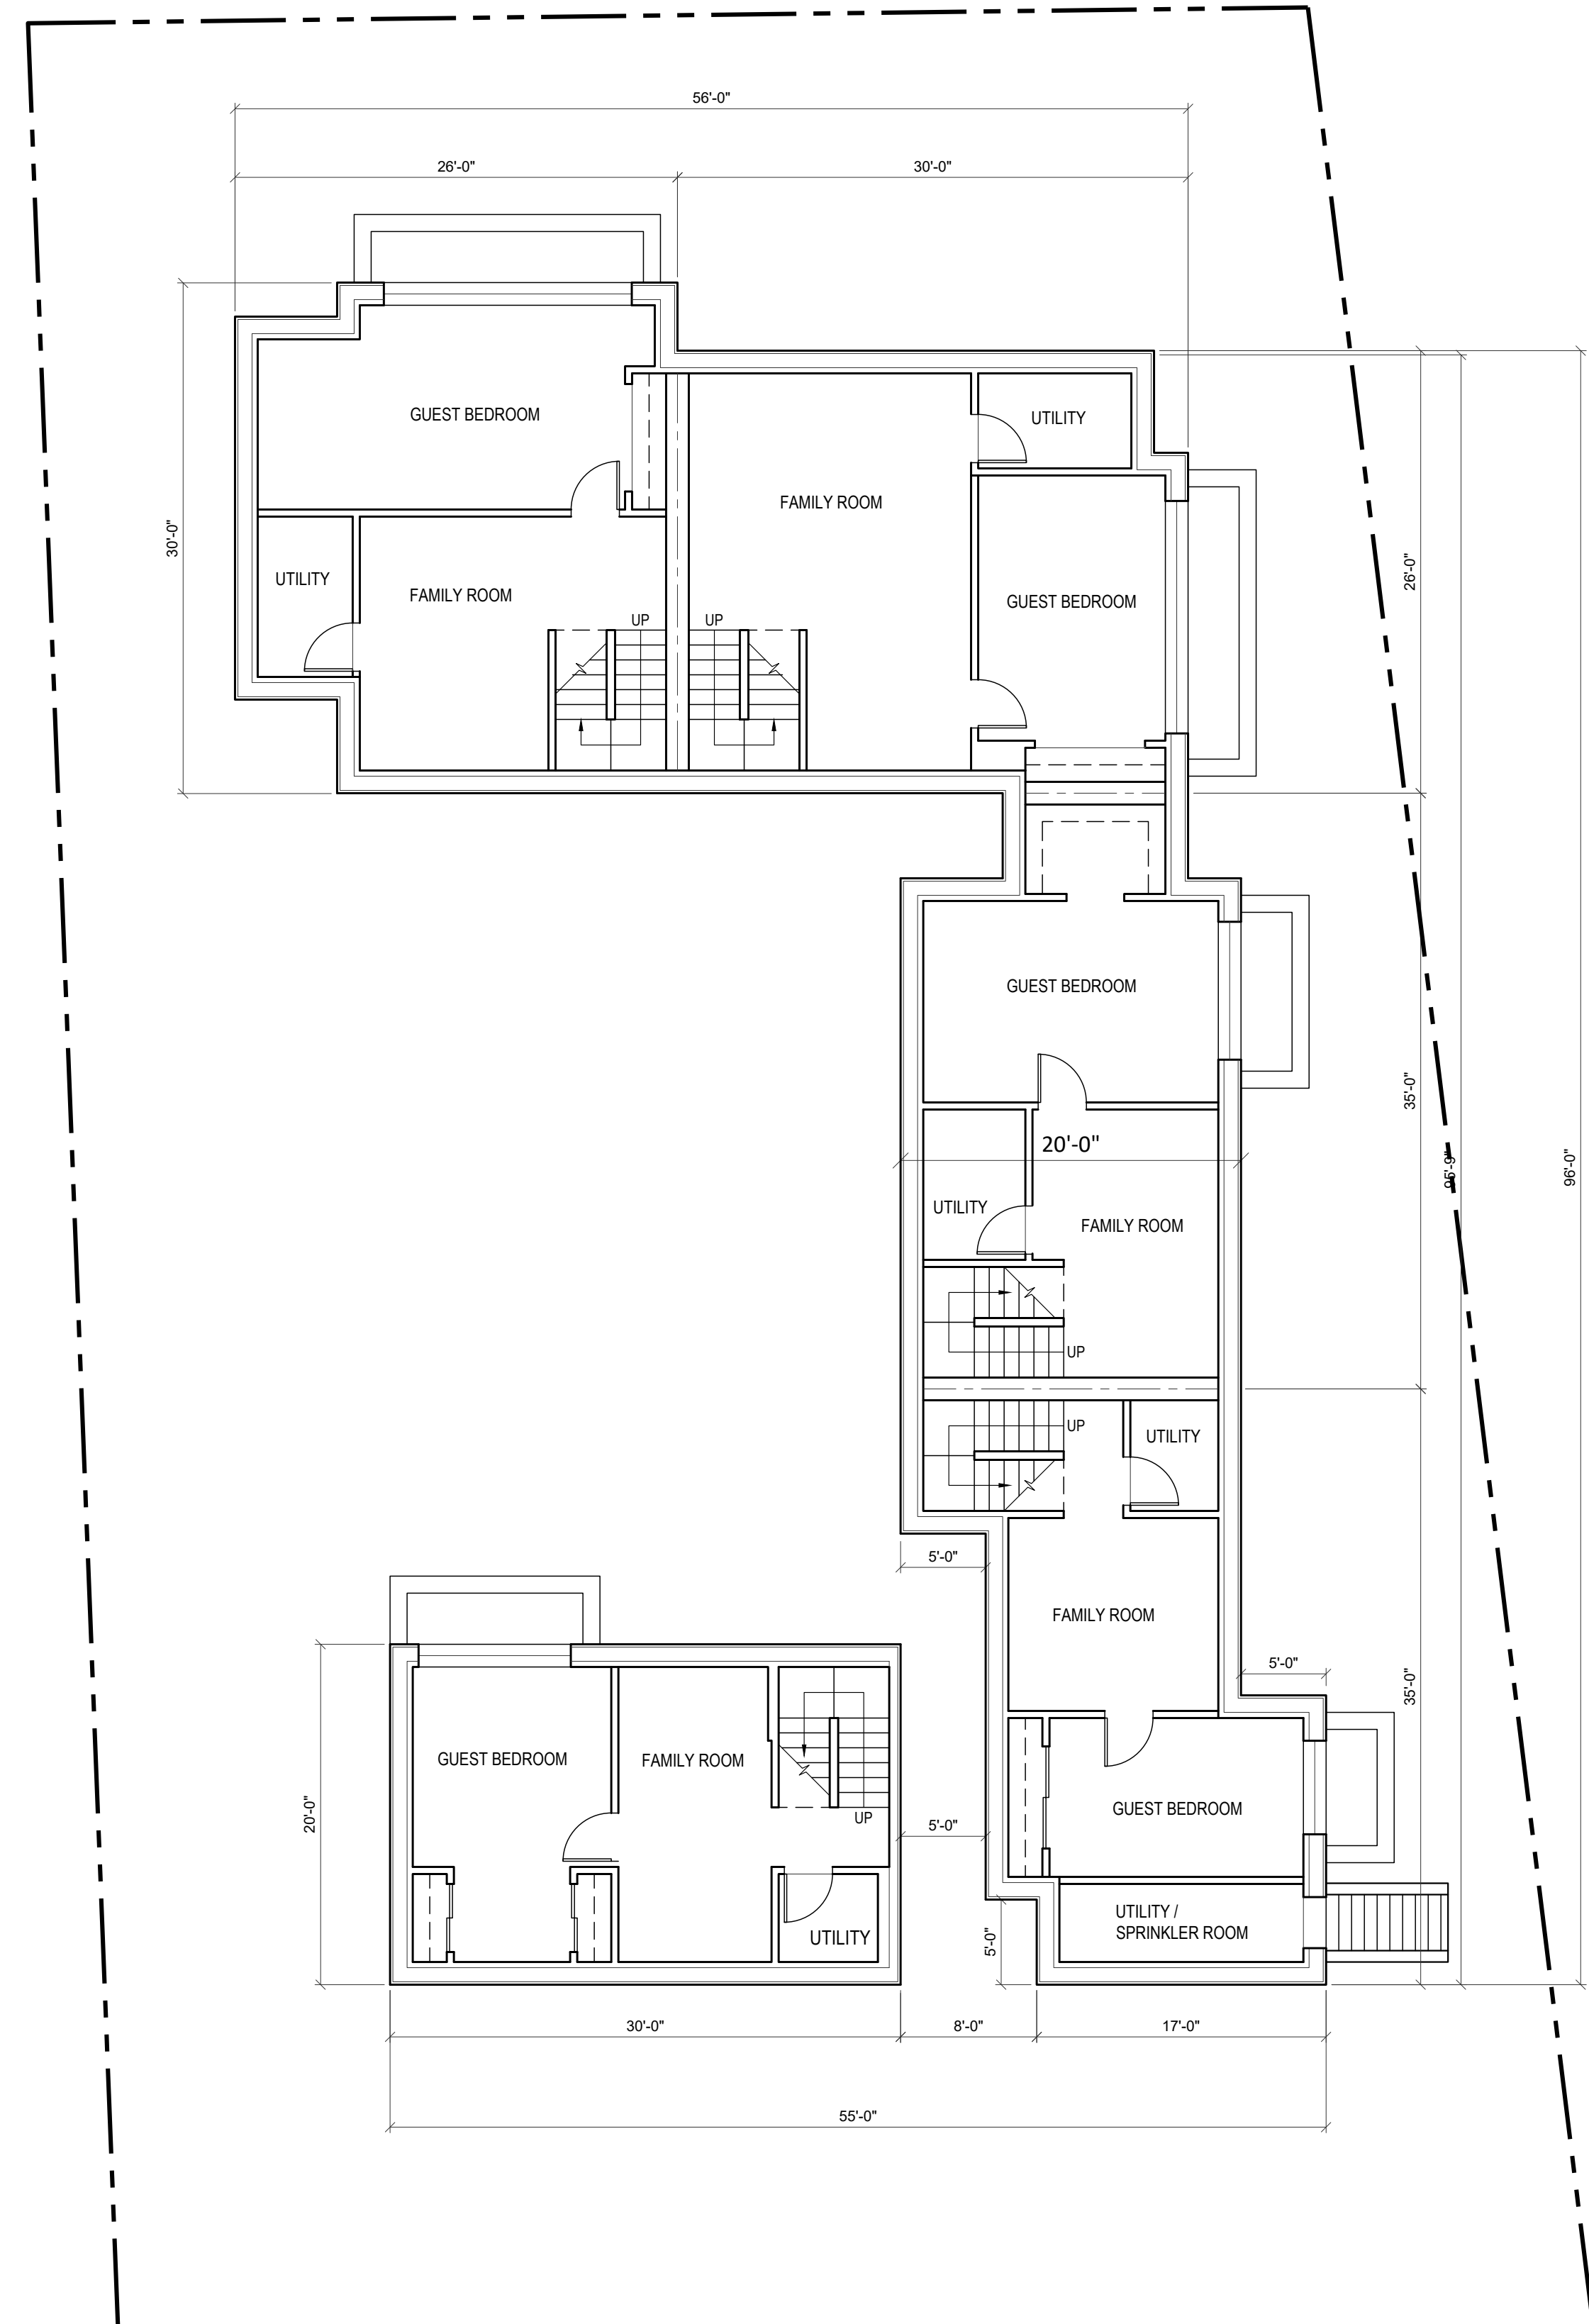 56'-0"
26'-0"
30'-0"
GUEST BEDROOM
UTILITY
FAMILY ROOM
30'-0"
26'-0"
UTILITY
FAMILY ROOM
GUEST BEDROOM
UP
UP
GUEST BEDROOM
35'-0"
20'-0"
95'-9"
96'-0"
UTILITY
FAMILY ROOM
UP
UP
UTILITY
5'-0"
FAMILY ROOM
5'-0"
35'-0"
GUEST BEDROOM
FAMILY ROOM
20'-0"
UP
5'-0"
GUEST BEDROOM
UTILITY
5'-0"
UTILITY /
SPRINKLER ROOM
30'-0"
8'-0"
17'-0"
55'-0"